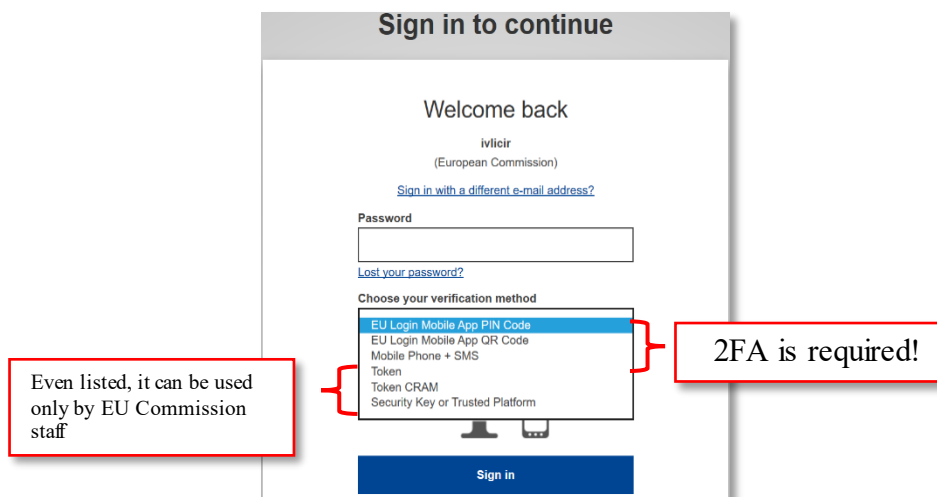 Sign in to continue
Welcome back
ivlicir
(European Commission)
Sign in with a different e-mail address?
Password
Lost your password?
Choose your verification method
EU Login Mobile App PIN Code
EU Login Mobile App QR Code
Mobile Phone + SMS
Token
Token CRAM
Security Key or Trusted Platform
2FA is required!
Even listed, it can be used
only by EU Commission
staff
Sign in